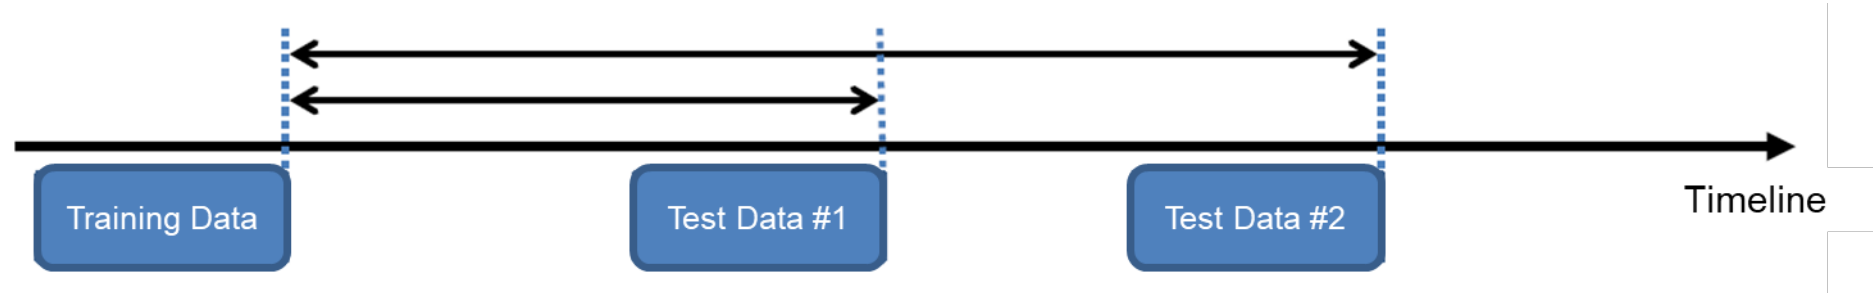 Training Data
Test Data #1
Test Data #2
Timeline